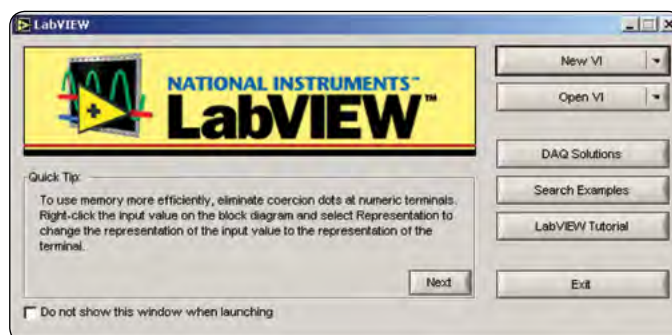 LabVIEW
NATIONAL INSTRUMENTS™
LabVIEW™
Quick Tip:
To use memory more efficiently, eliminate coercion dots at numeric terminals.
Right-click the input value on the block diagram and select Representation to
change the representation of the input value to the representation of the
terminal.
Next
Do not show this window when launching
New VI
Open VI
DAQ Solutions
Search Examples
LabVIEW Tutorial
Exit